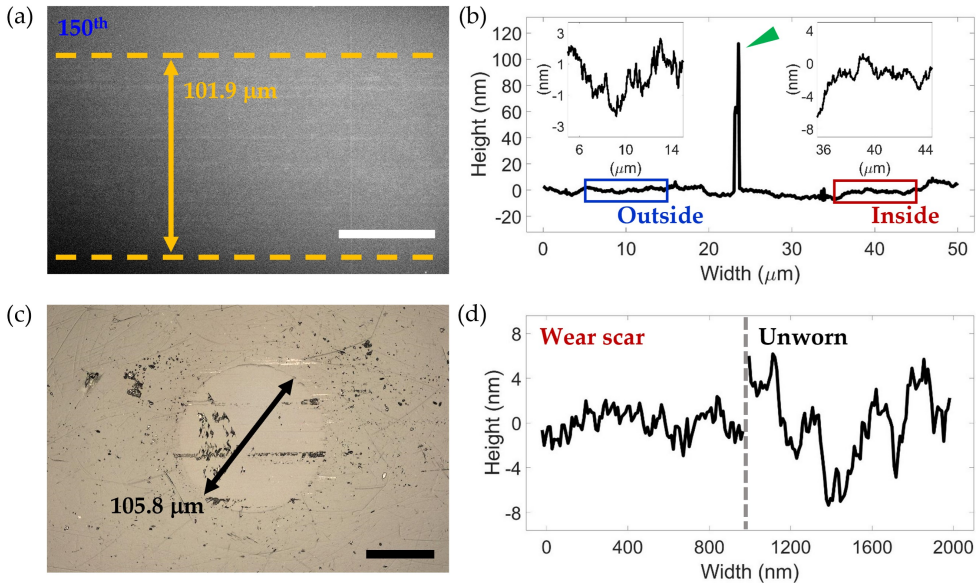 (a)
150th
101.9 μm
(b)
Height (nm)
120
100
80
60
40
20
0
-20
0
10
20
30
40
50
Width (μm)
3
1
-1
-3
(nm)
6
10
14
(μm)
4
0
-4
-8
(nm)
36
40
44
(μm)
Outside
Inside
(c)
105.8 μm
(d)
Wear scar
Unworn
Height (nm)
8
4
0
-4
-8
0
400
800
1200
1600
2000
Width (nm)